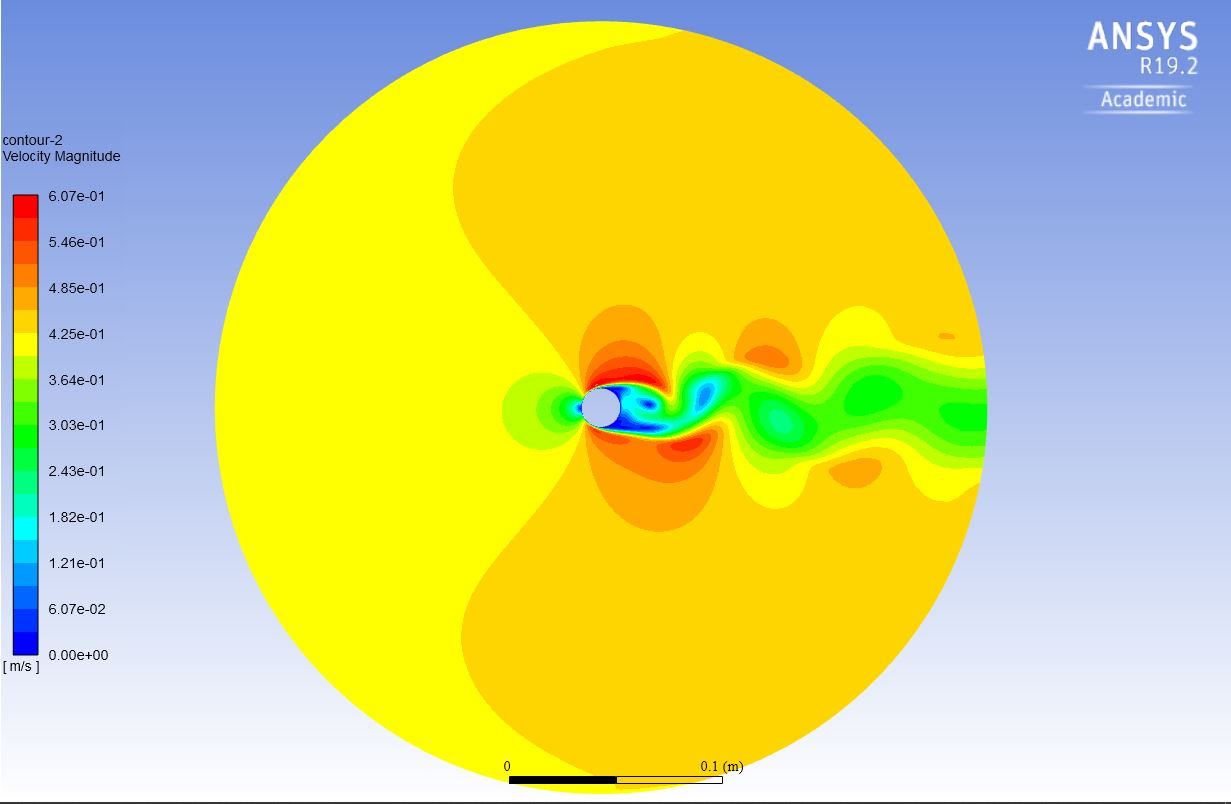 ANSYS
R19.2
Academic
contour-2
Velocity Magnitude
6.07e-01
5.46e-01
4.85e-01
4.25e-01
3.64e-01
3.03e-01
2.43e-01
1.82e-01
1.21e-01
6.07e-02
0.00e+00
[ m/s ]
0 0.1 (m)